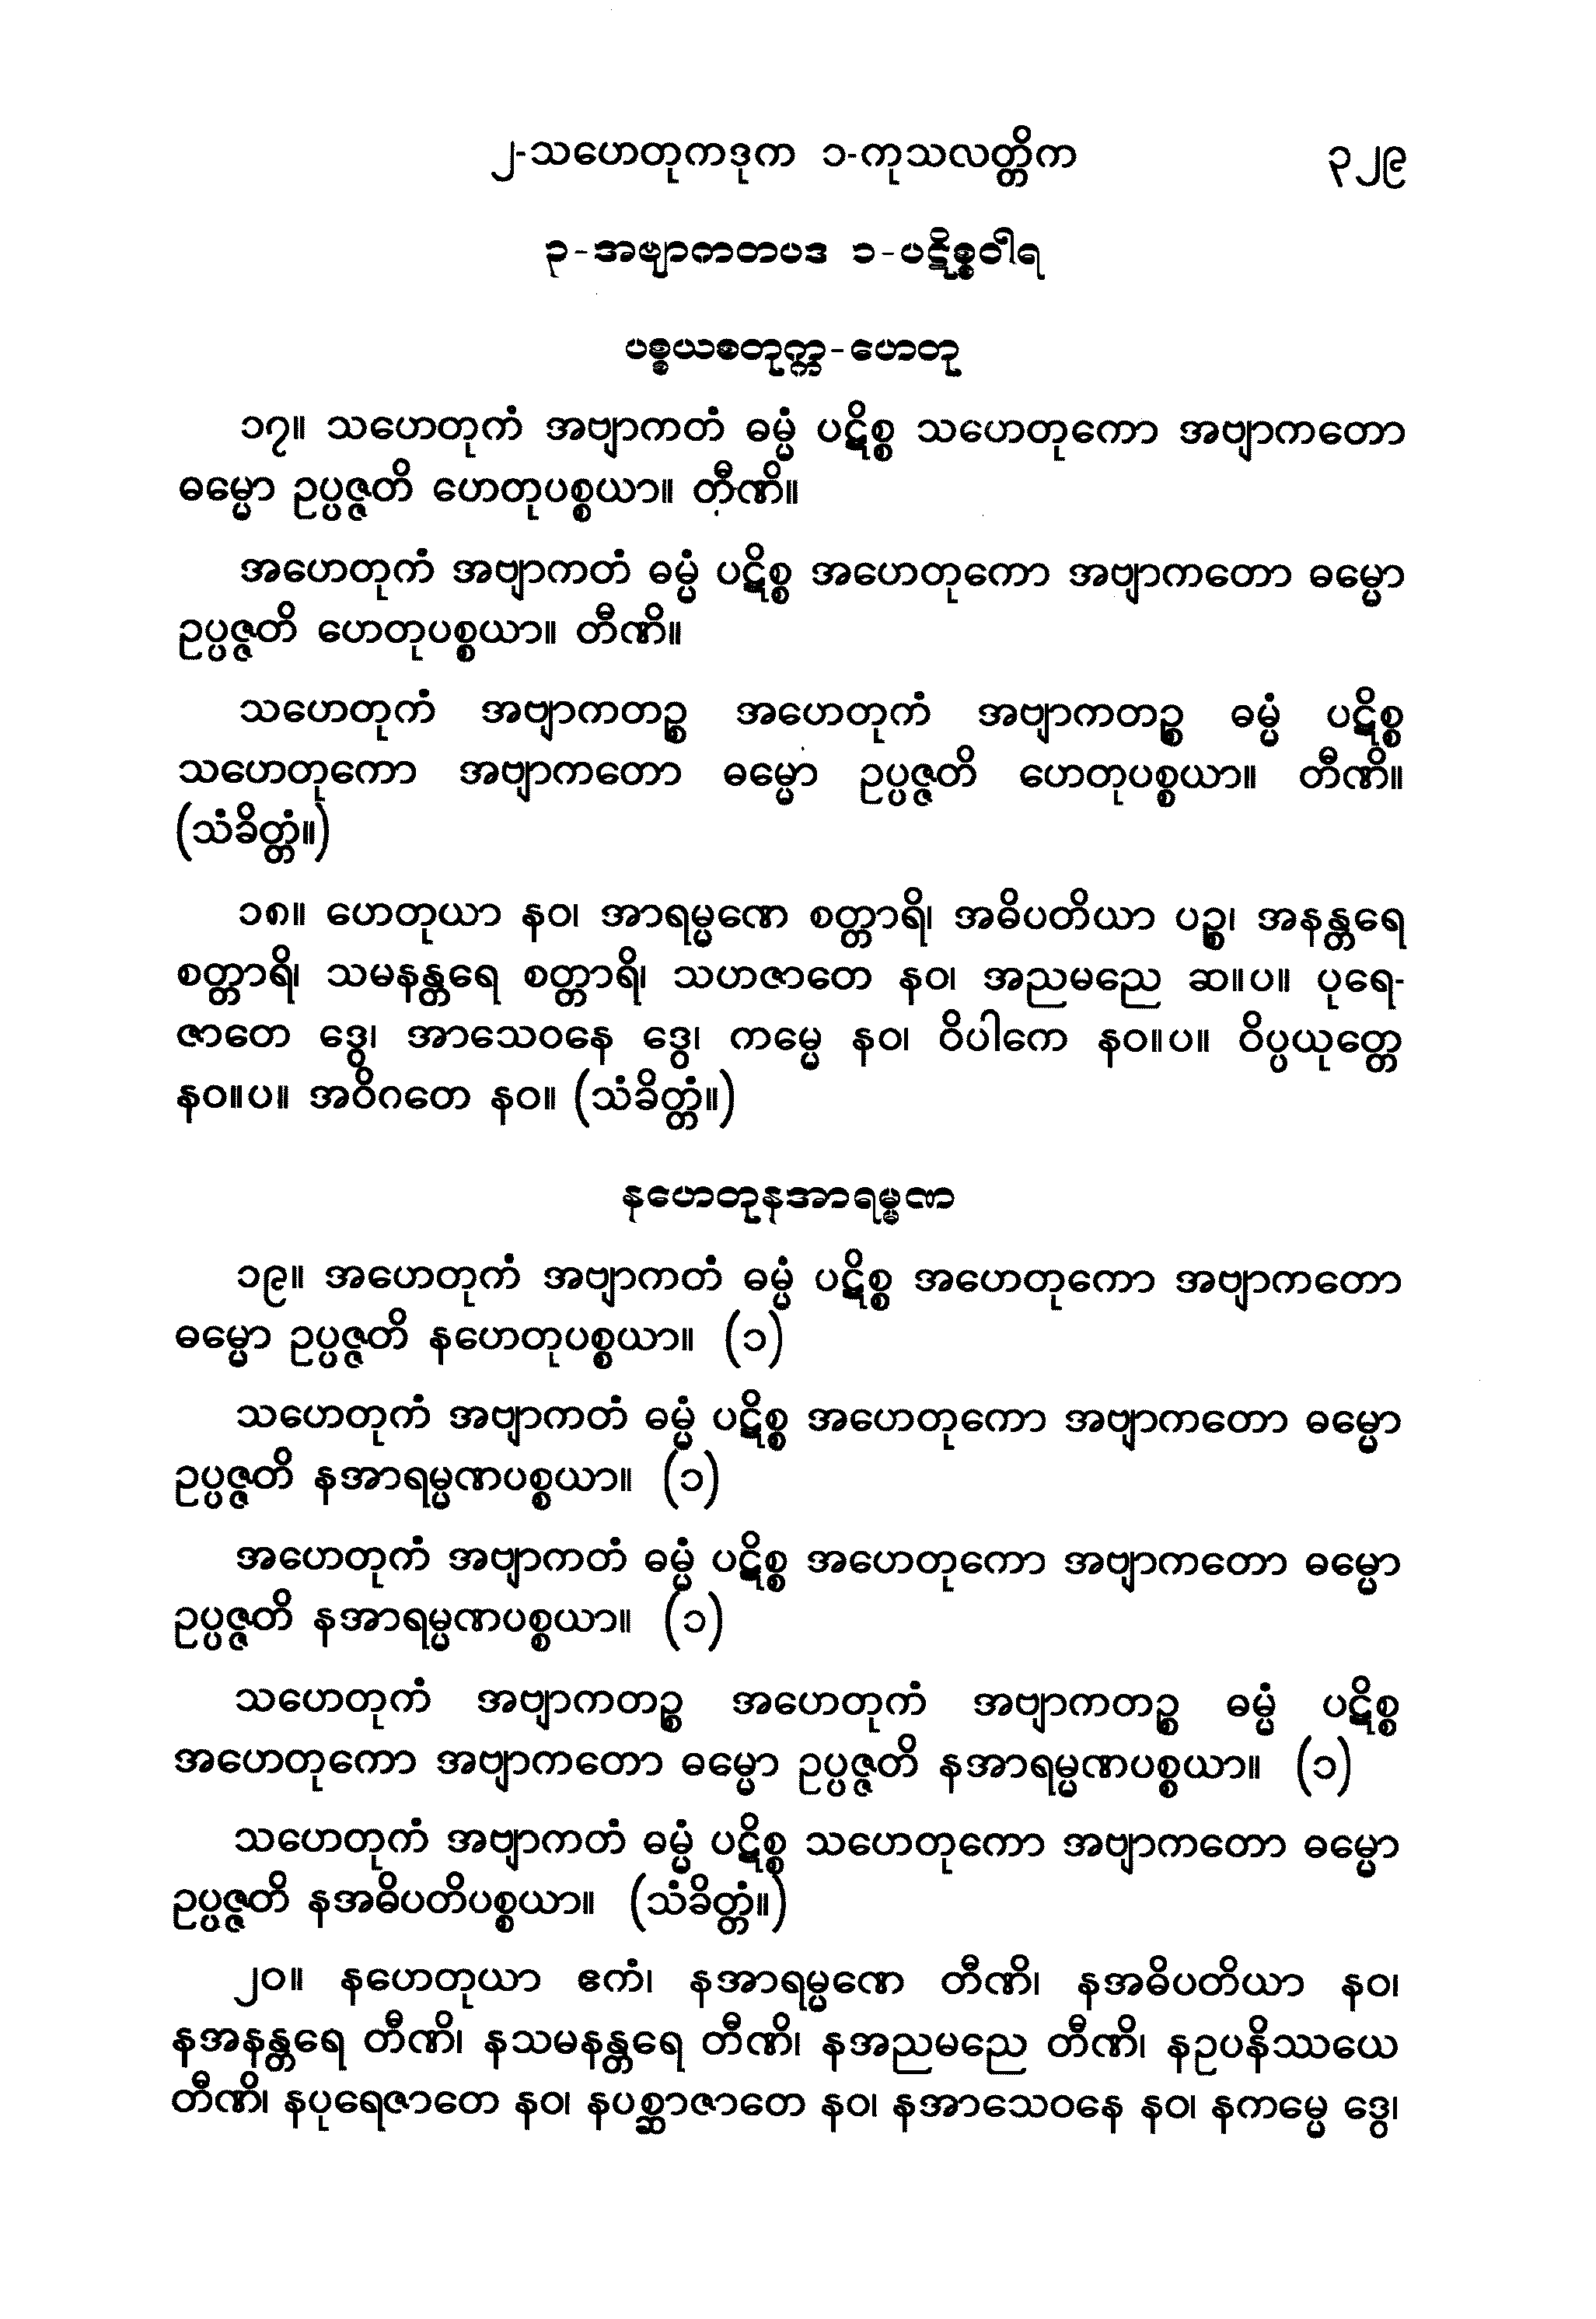 ၂-သဟေတုကဒုက ၁-ကုသလတ္တိက ၃၂၉
၃-အဗျာကတပဒ ၁-ပဋိစ္စဝါရ
ပစ္စယစတုက္က-ဟေတု
၁၇။ သဟေတုကံ အဗျာကတံ ဓမ္မံ ပဋိစ္စ သဟေတုကော အဗျာကတော
ဓမ္မော ဥပ္ပဇ္ဇတိ ဟေတုပစ္စယာ။ တီဏိ။
အဟေတုကံ အဗျာကတံ ဓမ္မံ ပဋိစ္စ အဟေတုကော အဗျာကတော ဓမ္မော
ဥပ္ပဇ္ဇတိ ဟေတုပစ္စယာ။ တီဏိ။
သဟေတုကံ အဗျာကတဉ္စ အဟေတုကံ အဗျာကတဉ္စ ဓမ္မံ ပဋိစ္စ
သဟေတုကော အဗျာကတော ဓမ္မော ဥပ္ပဇ္ဇတိ ဟေတုပစ္စယာ။ တီဏိ။
(သံခိတ္တံ။)
၁၈။ ဟေတုယာ နဝ၊ အာရမ္မဏေ စတ္တာရိ၊ အဓိပတိယာ ပဉ္စ၊ အနန္တရေ
စတ္တာရိ၊ သမနန္တရေ စတ္တာရိ၊ သဟဇာတေ နဝ၊ အညမညေ ဆ။ပ။ ပုရေ-
ဇာတေ ဒွေ၊ အာသေဝနေ ဒွေ၊ ကမ္မေ နဝ၊ ဝိပါကေ နဝ။ပ။ ဝိပ္ပယုတ္တေ
နဝ။ပ။ အဝိဂတေ နဝ။ (သံခိတ္တံ။)
နဟေတုနအာရမ္မဏ
၁၉။ အဟေတုကံ အဗျာကတံ ဓမ္မံ ပဋိစ္စ အဟေတုကော အဗျာကတော
ဓမ္မော ဥပ္ပဇ္ဇတိ နဟေတုပစ္စယာ။ (၁)
သဟေတုကံ အဗျာကတံ ဓမ္မံ ပဋိစ္စ အဟေတုကော အဗျာကတော ဓမ္မော
ဥပ္ပဇ္ဇတိ နအာရမ္မဏပစ္စယာ။ (၁)
အဟေတုကံ အဗျာကတံ ဓမ္မံ ပဋိစ္စ အဟေတုကော အဗျာကတော ဓမ္မော
ဥပ္ပဇ္ဇတိ နအာရမ္မဏပစ္စယာ။ (၁)
သဟေတုကံ အဗျာကတဉ္စ အဟေတုကံ အဗျာကတဉ္စ ဓမ္မံ ပဋိစ္စ
အဟေတုကော အဗျာကတော ဓမ္မော ဥပ္ပဇ္ဇတိ နအာရမ္မဏပစ္စယာ။ (၁)
သဟေတုကံ အဗျာကတံ ဓမ္မံ ပဋိစ္စ သဟေတုကော အဗျာကတော ဓမ္မော
ဥပ္ပဇ္ဇတိ နအဓိပတိပစ္စယာ။ (သံခိတ္တံ။)
၂၀။ နဟေတုယာ ဧကံ၊ နအာရမ္မဏေ တီဏိ၊ နအဓိပတိယာ နဝ၊
နအနန္တရေ တီဏိ၊ နသမနန္တရေ တီဏိ၊ နအညမညေ တီဏိ၊ နဥပနိဿယေ
တီဏိ၊ နပုရေဇာတေ နဝ၊ နပစ္ဆာဇာတေ နဝ၊ နအာသေဝနေ နဝ၊ နကမ္မေ ဒွေ၊